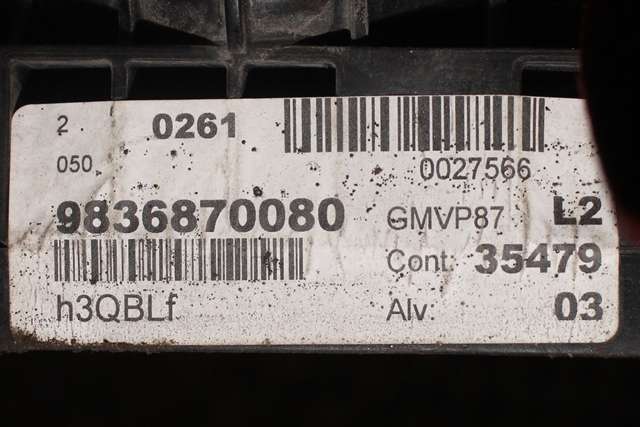 2 0261
050 0027566
9836870080 GMVP87 L2
Cont: 35479
h3QBLf Alv: 03